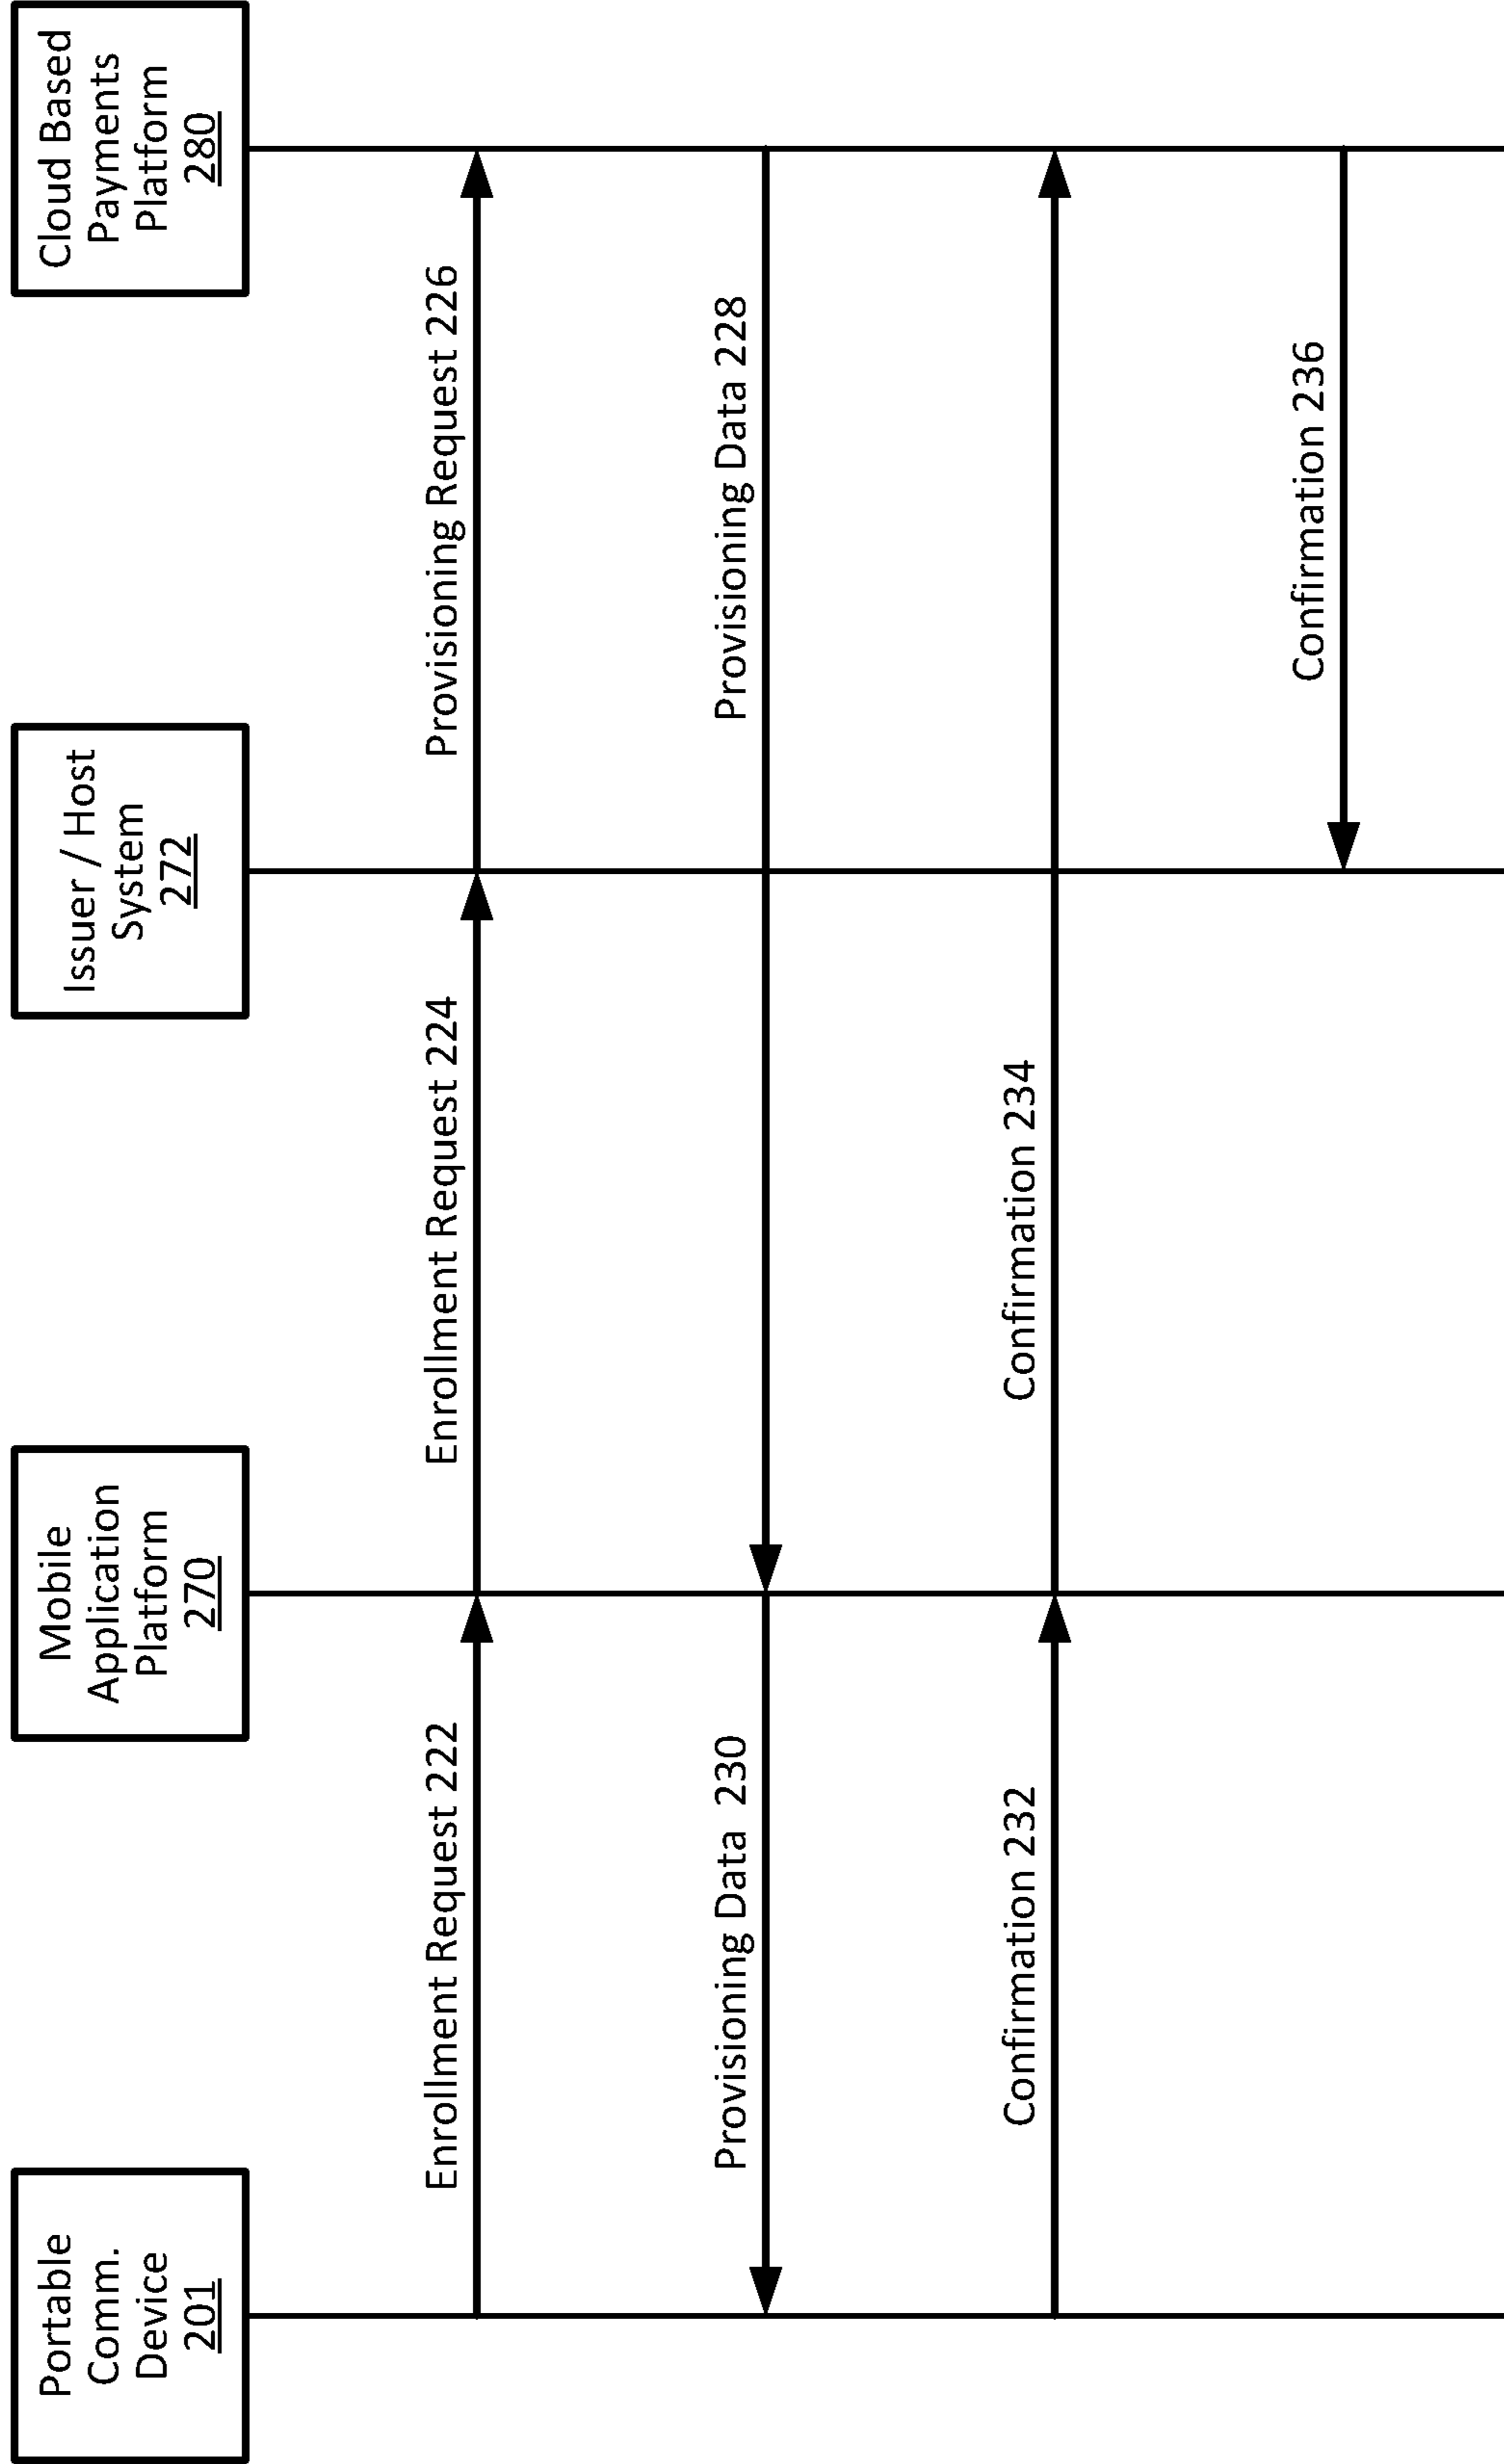 Portable
Comm.
Device
201
Mobile
Application
Platform
270
Issuer / Host
System
272
Cloud Based
Payments
Platform
280
Enrollment Request 222
Enrollment Request 224
Provisioning Request 226
Provisioning Data 230
Provisioning Data 228
Confirmation 232
Confirmation 234
Confirmation 236